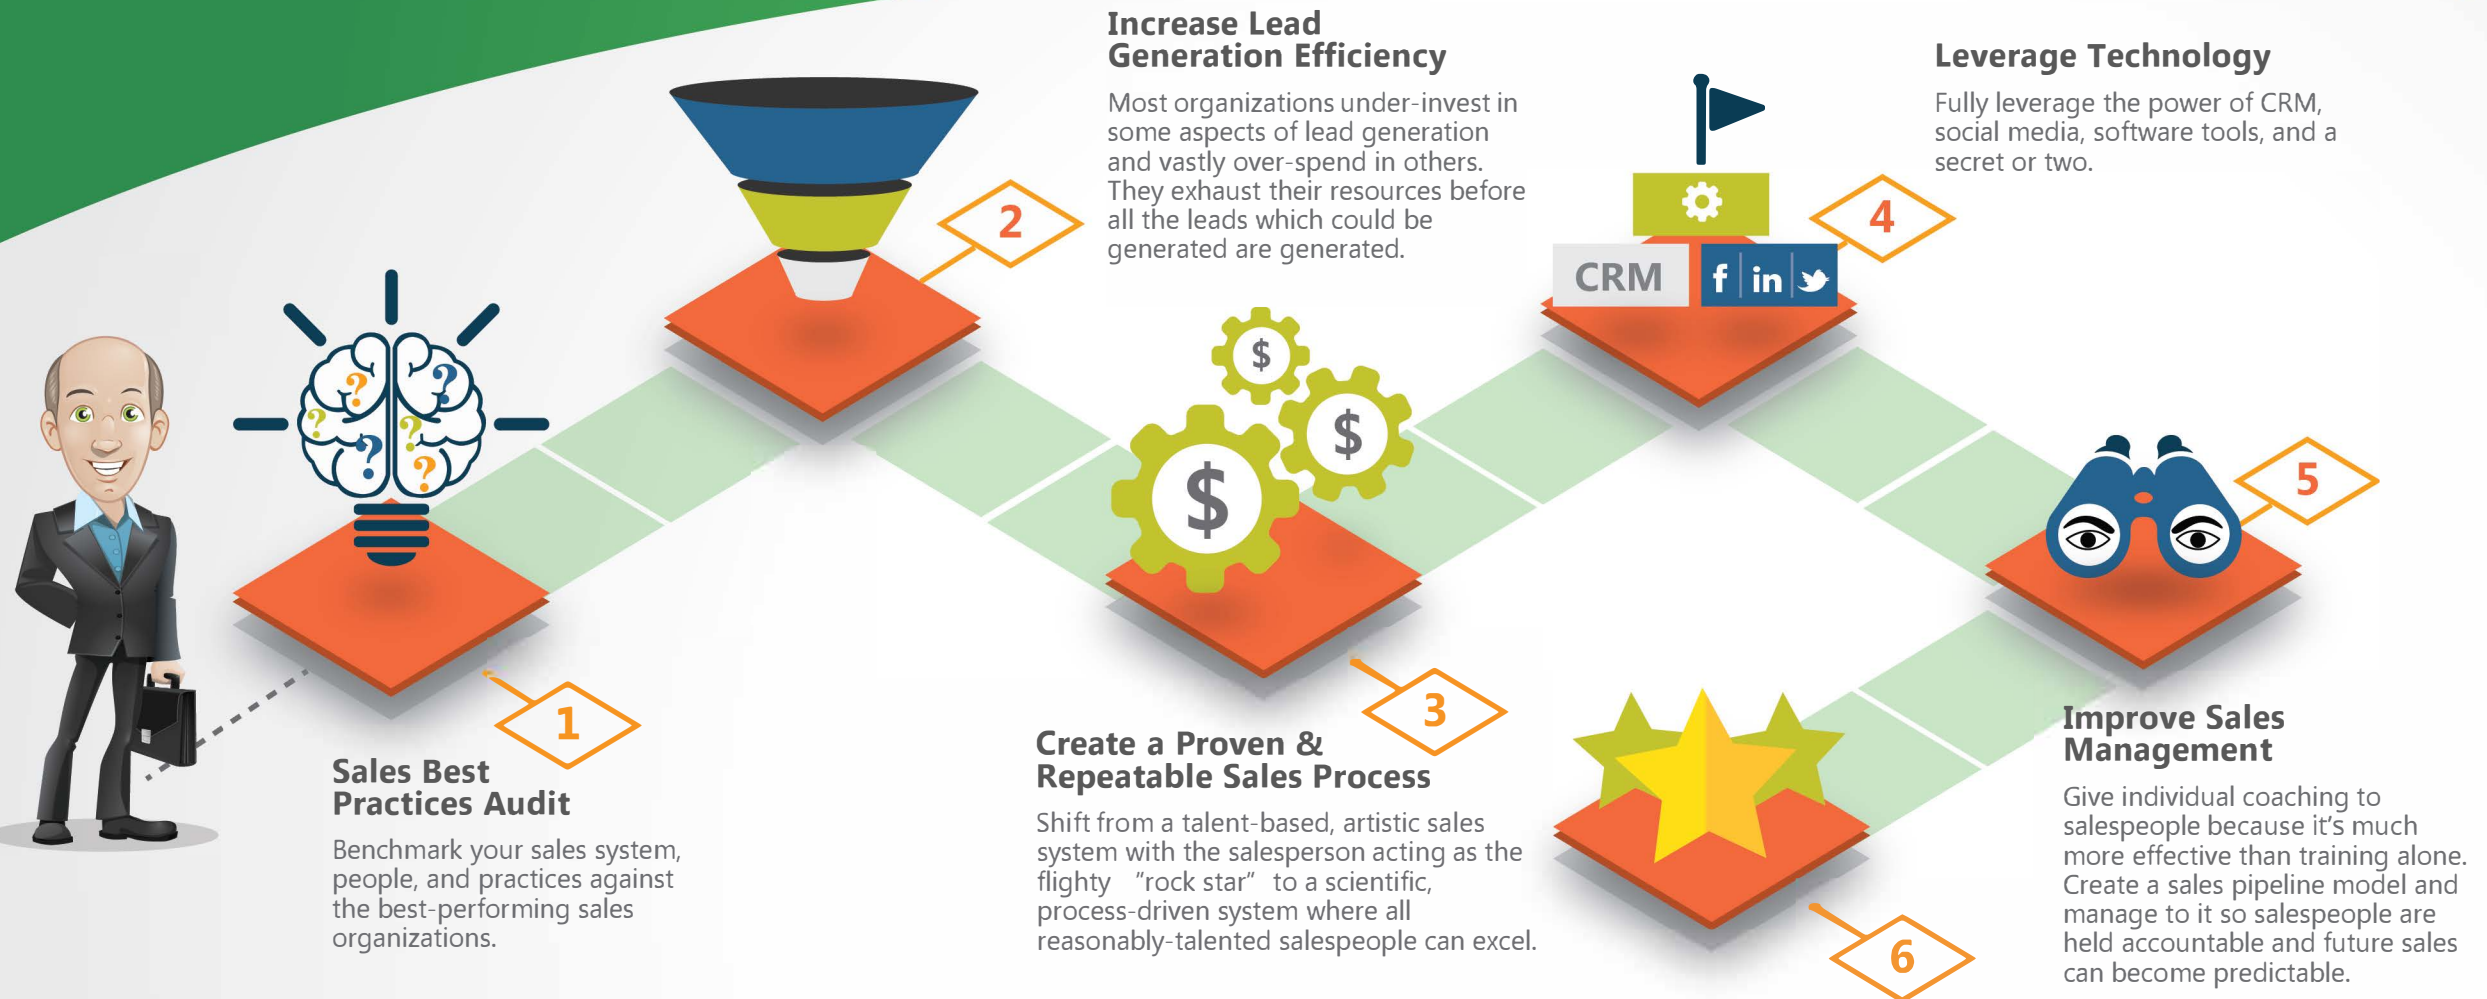 1
Sales Best
Practices Audit
Benchmark your sales system,
people, and practices against
the best-performing sales
organizations.
2
Increase Lead
Generation Efficiency
Most organizations under-invest in
some aspects of lead generation
and vastly over-spend in others.
They exhaust their resources before
all the leads which could be
generated are generated.
$
$
$
3
Create a Proven &
Repeatable Sales Process
Shift from a talent-based, artistic sales
system with the salesperson acting as the
flighty "rock star" to a scientific,
process-driven system where all
reasonably-talented salespeople can excel.
4
CRM
f in
Leverage Technology
Fully leverage the power of CRM,
social media, software tools, and a
secret or two.
5
Improve Sales
Management
Give individual coaching to
salespeople because it's much
more effective than training alone.
Create a sales pipeline model and
manage to it so salespeople are
held accountable and future sales
can become predictable.
6
? ? ? ? ? ?